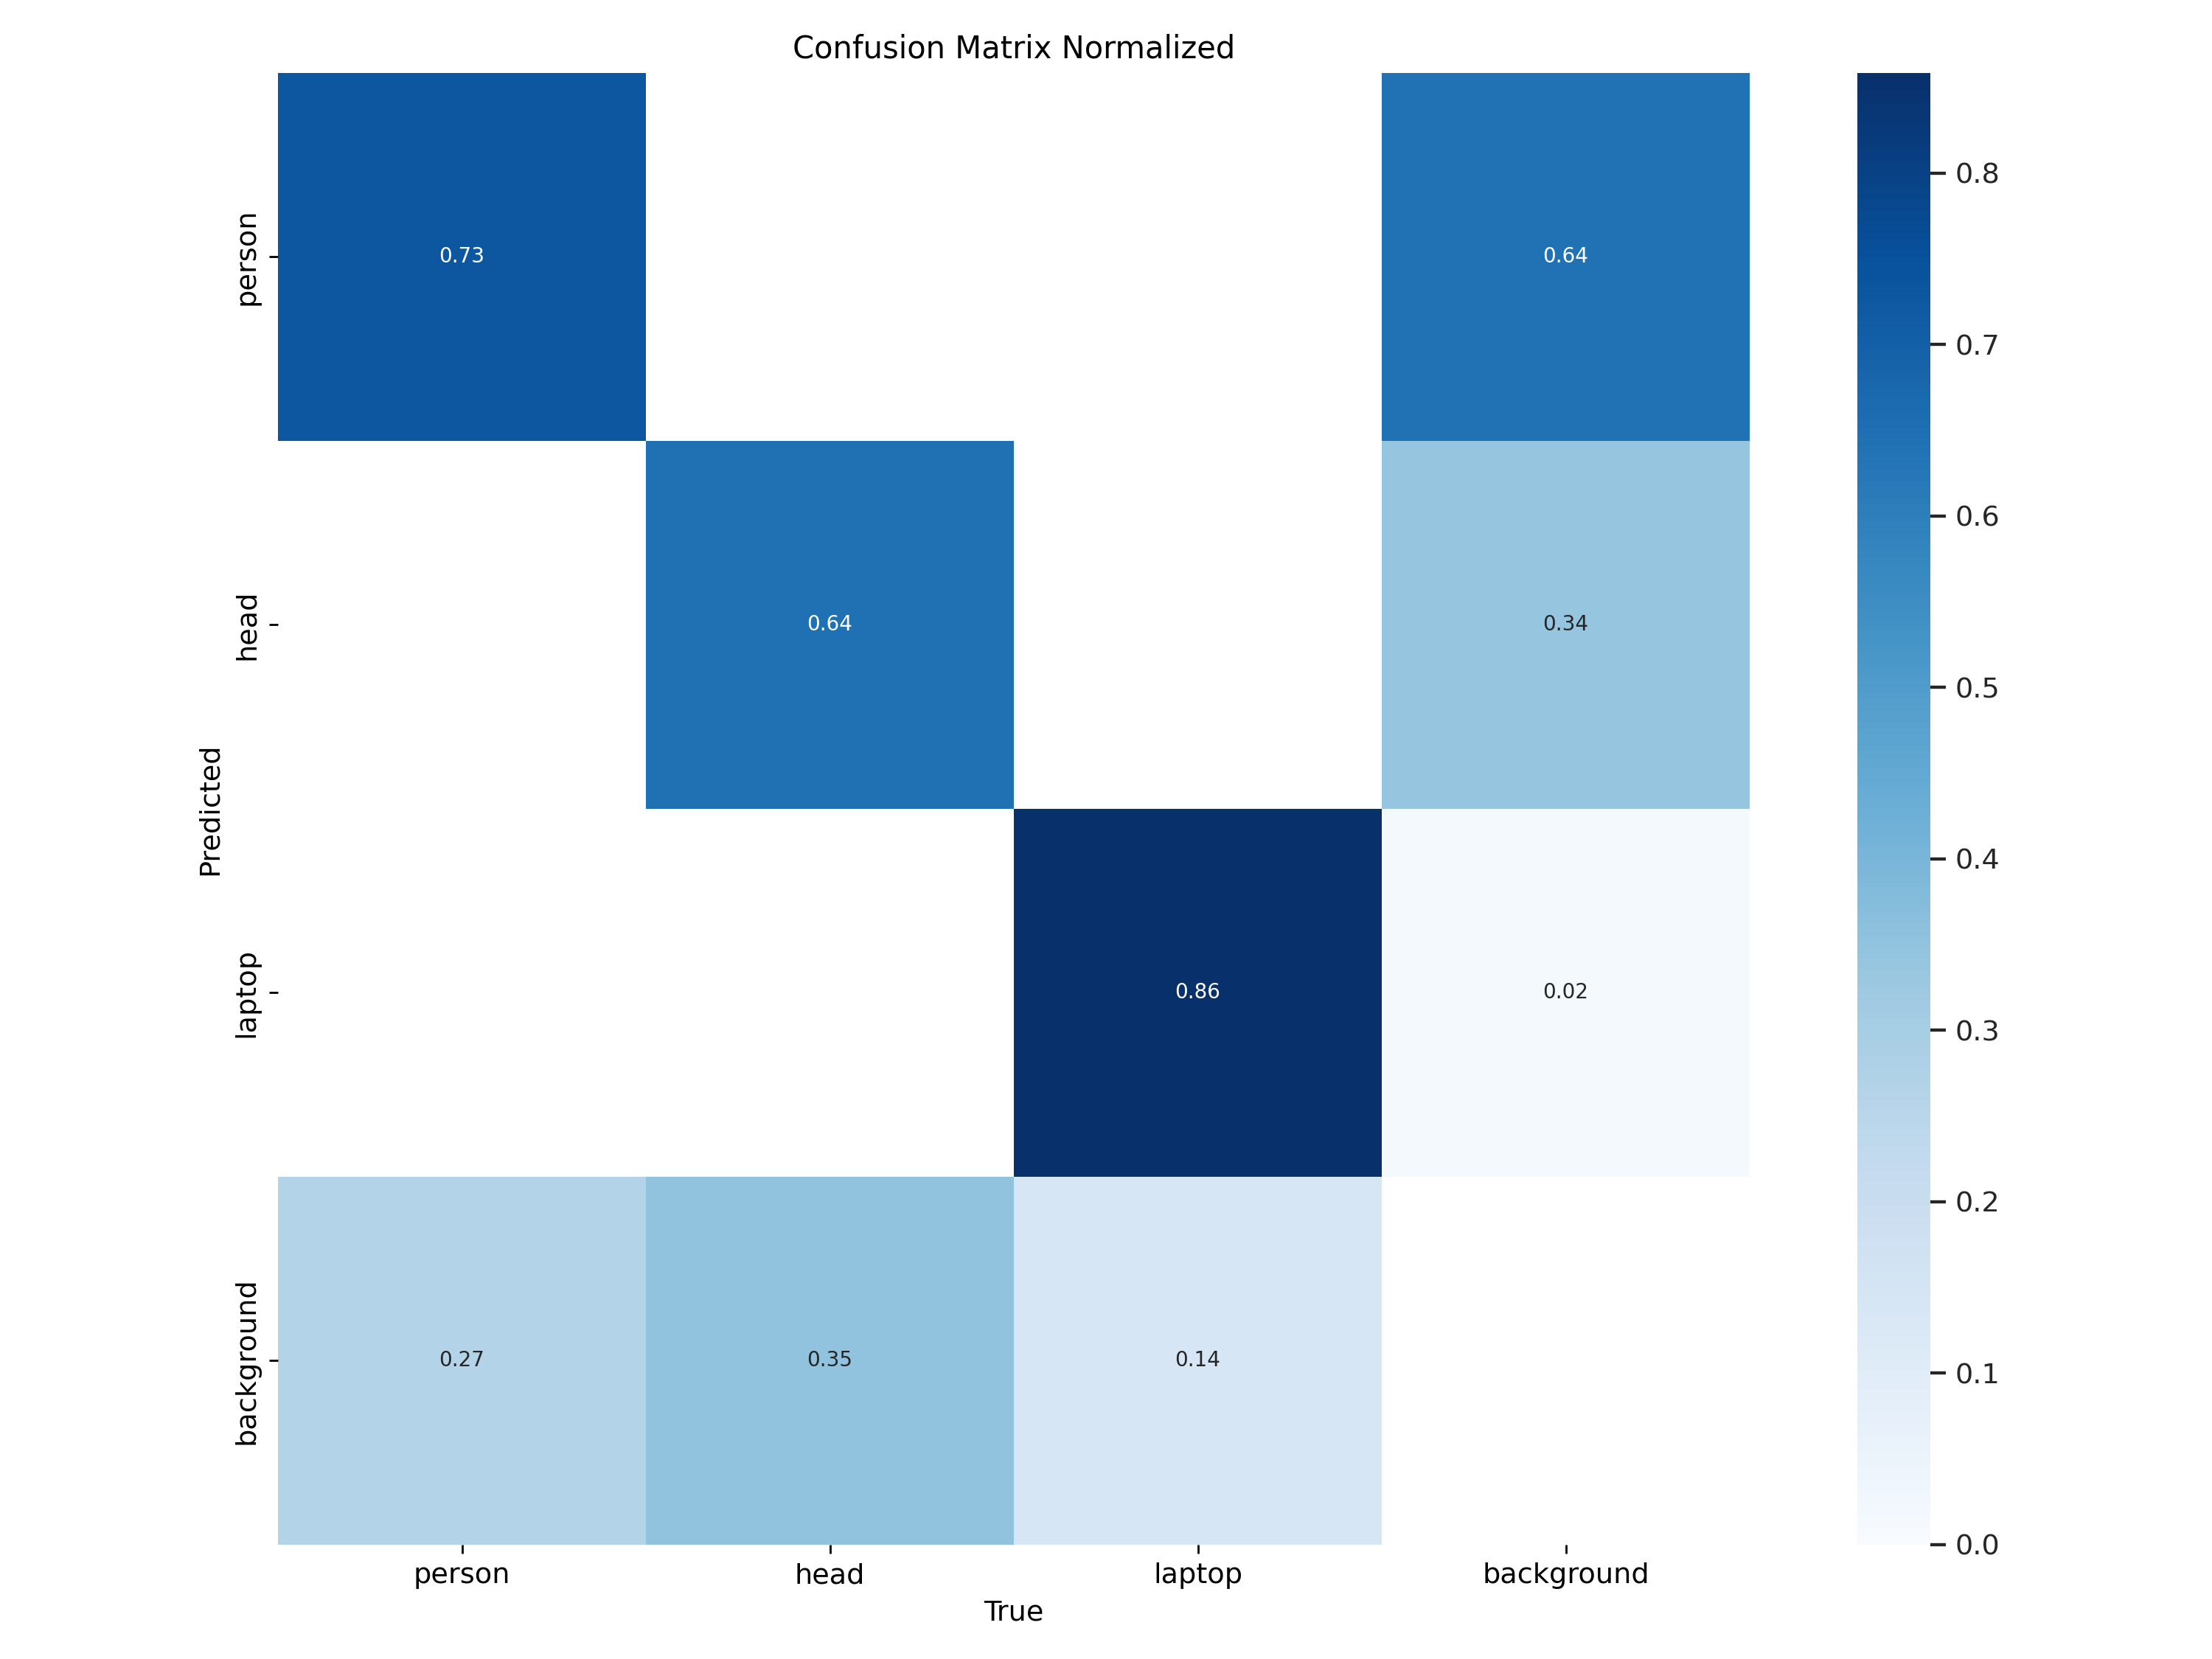 Confusion Matrix Normalized
person
0.73
0.64
head
0.64
0.34
laptop
0.86
0.02
background
0.27
0.35
0.14
Predicted
person
head
laptop
background
True
0.8
0.7
0.6
0.5
0.4
0.3
0.2
0.1
0.0